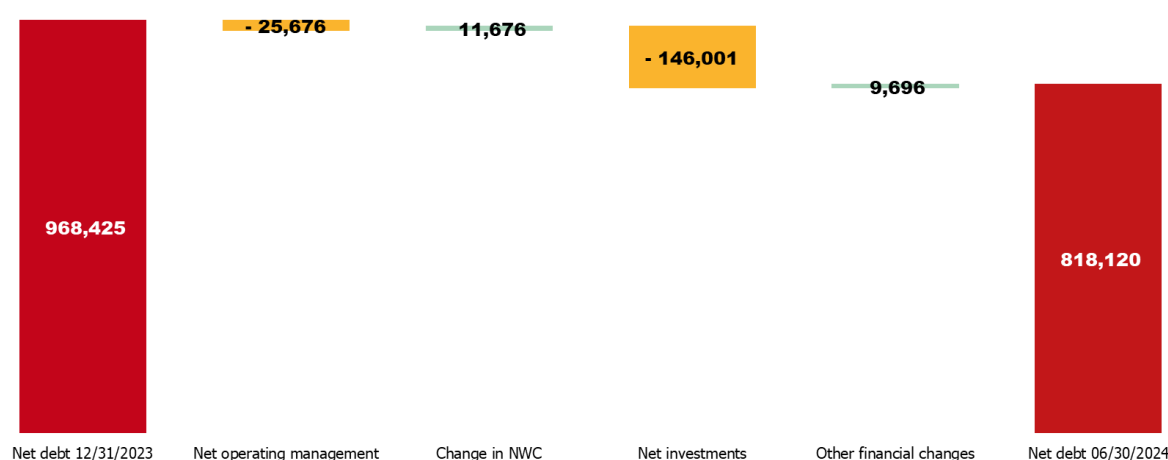 - 25,676
11,676
- 146,001
9,696
968,425
818,120
Net debt 12/31/2023
Net operating management
Change in NWC
Net investments
Other financial changes
Net debt 06/30/2024